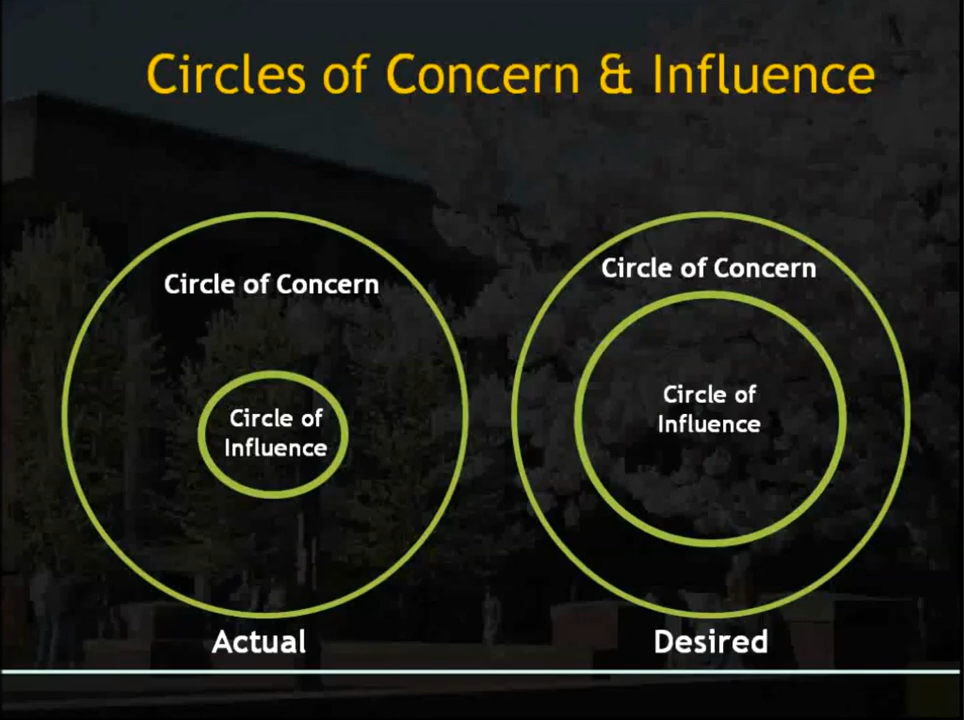 Circles of Concern & Influence
Circle of Concern
Circle of
Influence
Actual
Circle of Concern
Circle of
Influence
Desired